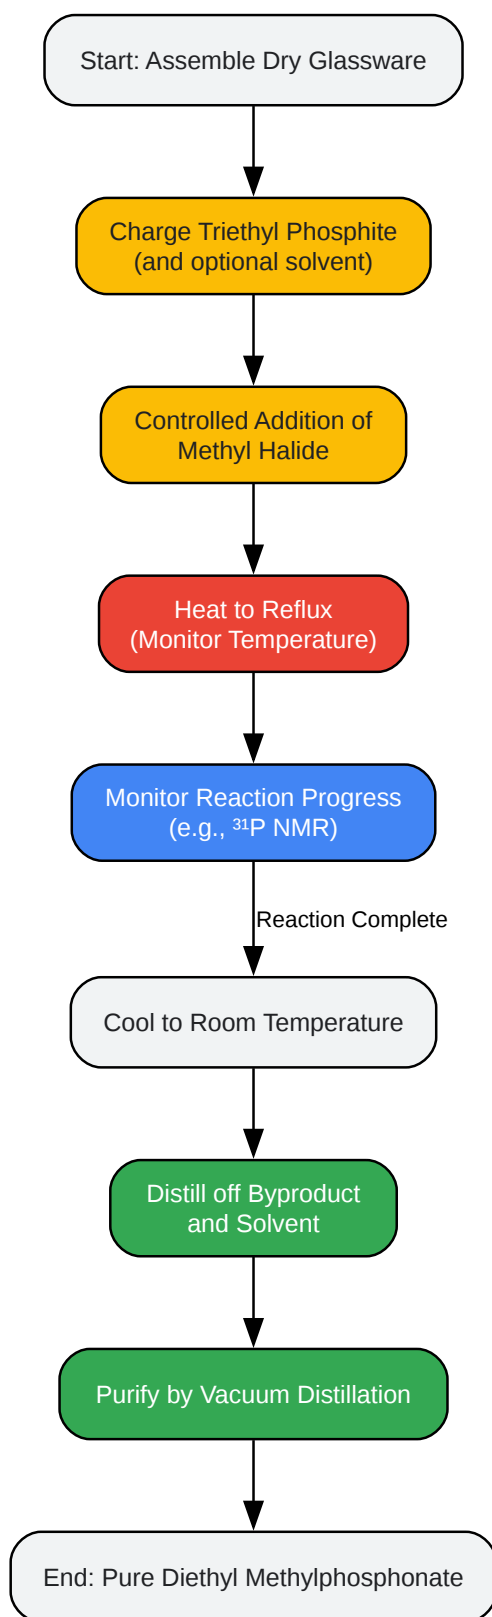 Start: Assemble Dry Glassware
Charge Triethyl Phosphite
(and optional solvent)
Controlled Addition of
Methyl Halide
Heat to Reflux
(Monitor Temperature)
Monitor Reaction Progress
(e.g., ³¹P NMR)
Reaction Complete
Cool to Room Temperature
Distill off Byproduct
and Solvent
Purify by Vacuum Distillation
End: Pure Diethyl Methylphosphonate